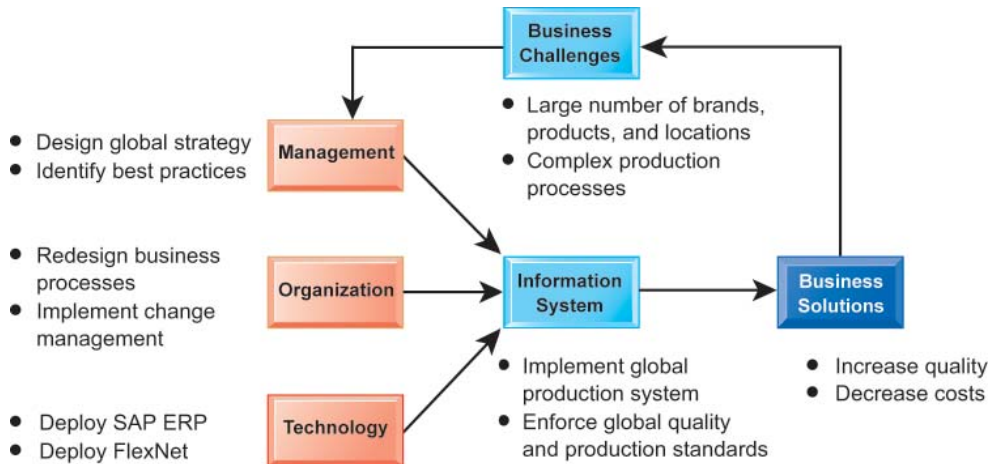 Business
Challenges
• Large number of brands,
products, and locations
• Complex production
processes
• Design global strategy
• Identify best practices
Management
• Redesign business
processes
• Implement change
management
Organization
Information
System
• Implement global
production system
• Enforce global quality
and production standards
Business
Solutions
• Increase quality
• Decrease costs
• Deploy SAP ERP
• Deploy FlexNet
Technology